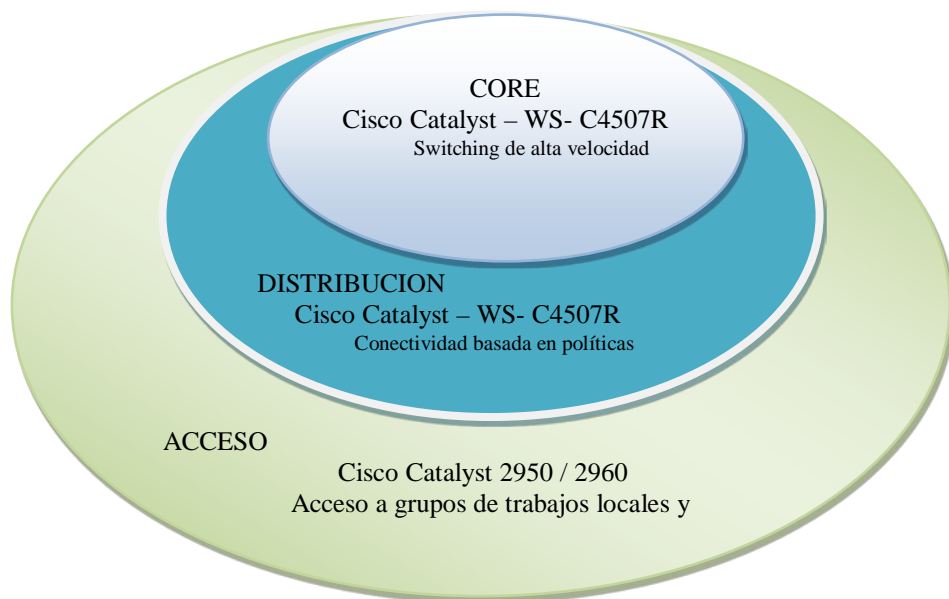 CORE
Cisco Catalyst – WS- C4507R
Switching de alta velocidad
DISTRIBUCION
Cisco Catalyst – WS- C4507R
Conectividad basada en políticas
ACCESO
Cisco Catalyst 2950 / 2960
Acceso a grupos de trabajos locales y